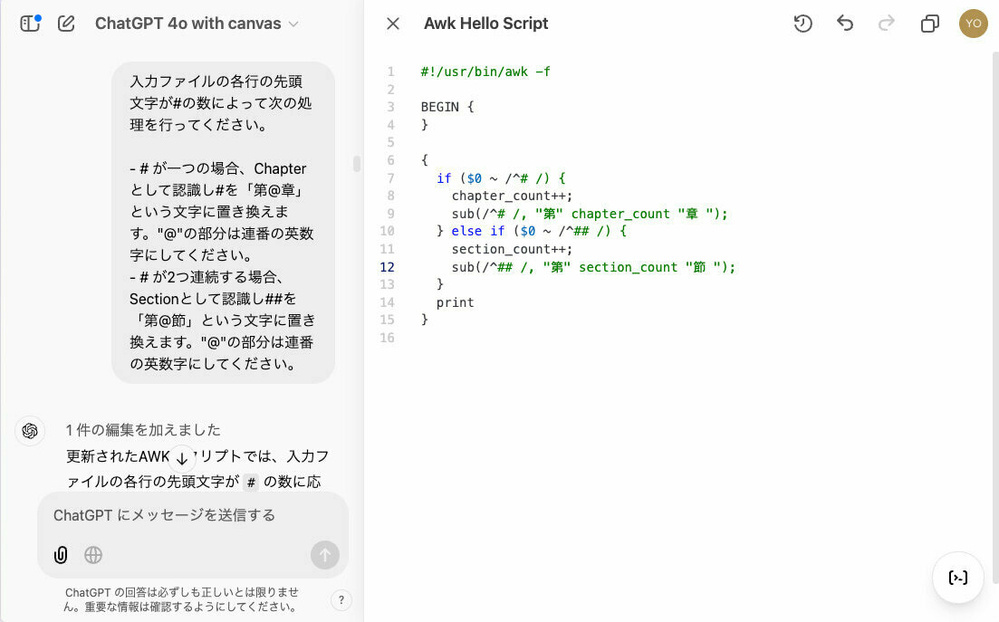 ChatGPT 4o with canvas
入力ファイルの各行の先頭
文字が#の数によって次の処
理を行ってください。
- # が一つの場合、Chapter
として認識し#を「第@章」
という文字に置き換えま
す。"@"の部分は連番の英数
字にしてください。
- # が2つ連続する場合、
Sectionとして認識し##を
「第@節」という文字に置き
換えます。"@"の部分は連番
の英数字にしてください。
1 件の編集を加えました
更新されたAWK リプトでは、入力フ
ァイルの各行の先頭文字が # の数に応
ChatGPT にメッセージを送信する
ChatGPT の回答は必ずしも正しいとは限りませ
ん。重要な情報は確認するようにしてください。
?
Awk Hello Script
YO
1 #!/usr/bin/awk -f
2
3 BEGIN {
4 }
5
6 {
7 if ($0 ~ /^# /) {
8 chapter_count++;
9 sub(/^# /, "第" chapter_count "章 ");
10 } else if ($0 ~ /^## /) {
11 section_count++;
12 sub(/^## /, "第" section_count "節 ");
13 }
14 print
15 }
16